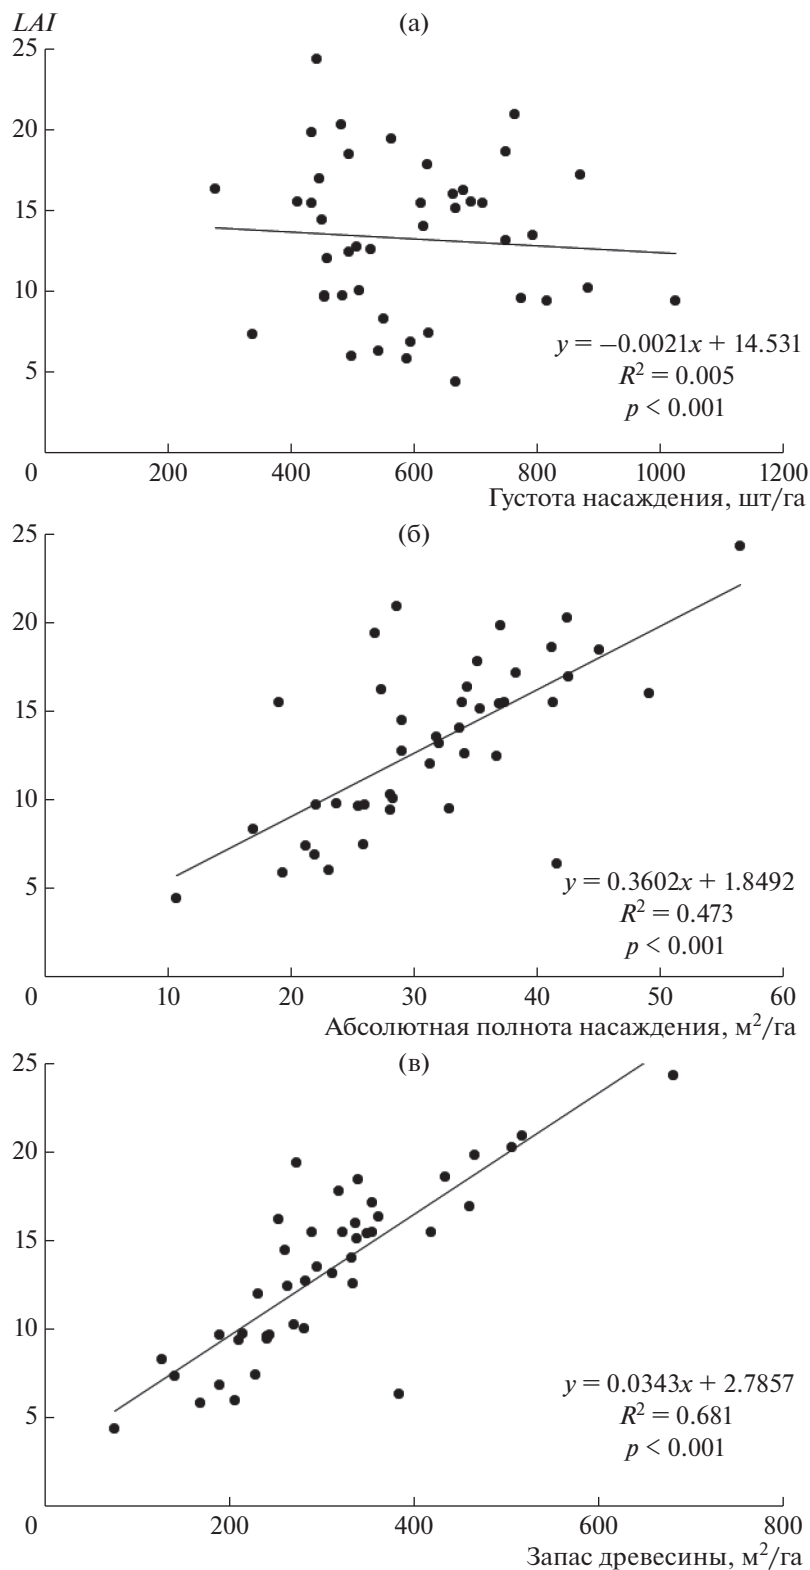 LAI
(а)
25
20
15
10
5
y = –0.0021x + 14.531
R² = 0.005
p < 0.001
0 200 400 600 800 1000 1200
Густота насаждения, шт/га
(б)
25
20
15
10
5
y = 0.3602x + 1.8492
R² = 0.473
p < 0.001
0 10 20 30 40 50 60
Абсолютная полнота насаждения, м²/га
(в)
25
20
15
10
5
y = 0.0343x + 2.7857
R² = 0.681
p < 0.001
0 200 400 600 800
Запас древесины, м²/га